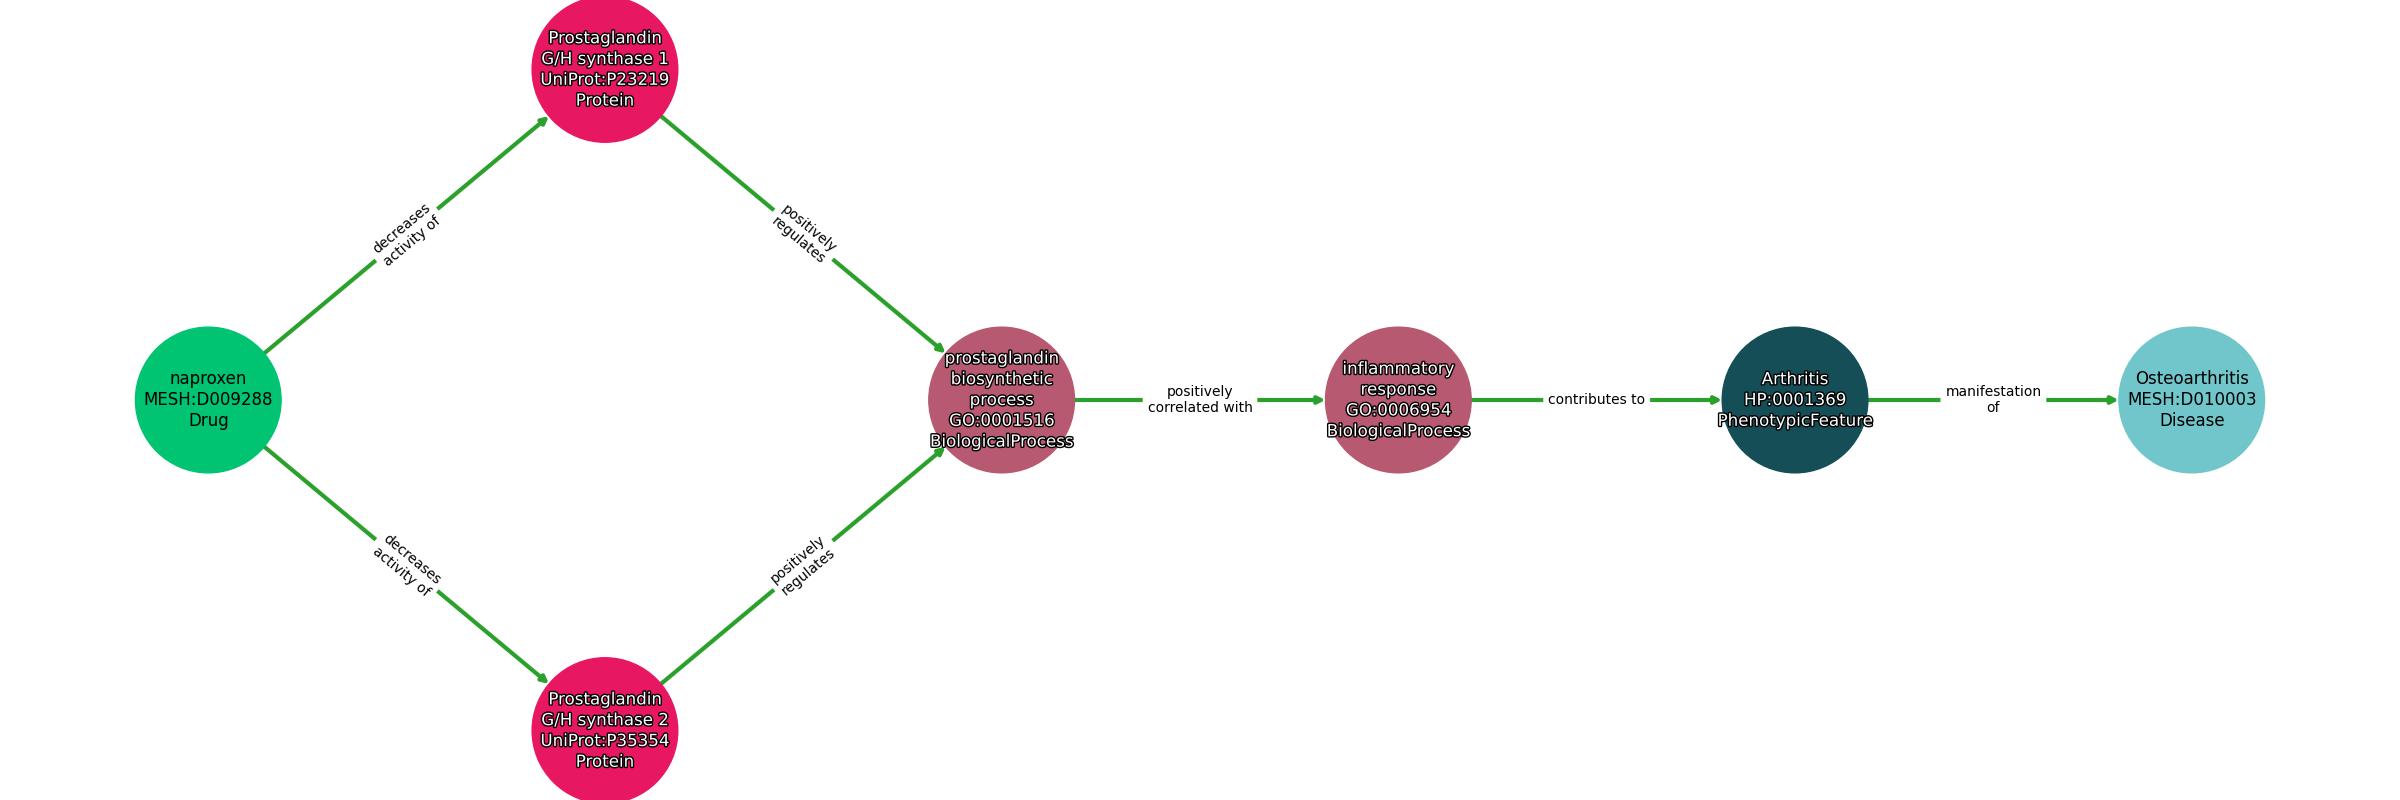 Prostaglandin
G/H synthase 1
UniProt:P23219
Protein
decreases
activity of
positively
regulates
naproxen
MESH:D009288
Drug
prostaglandin
biosynthetic
process
GO:0001516
BiologicalProcess
positively
correlated with
inflammatory
response
GO:0006954
BiologicalProcess
contributes to
Arthritis
HP:0001369
PhenotypicFeature
manifestation
of
Osteoarthritis
MESH:D010003
Disease
decreases
activity of
positively
regulates
Prostaglandin
G/H synthase 2
UniProt:P35354
Protein